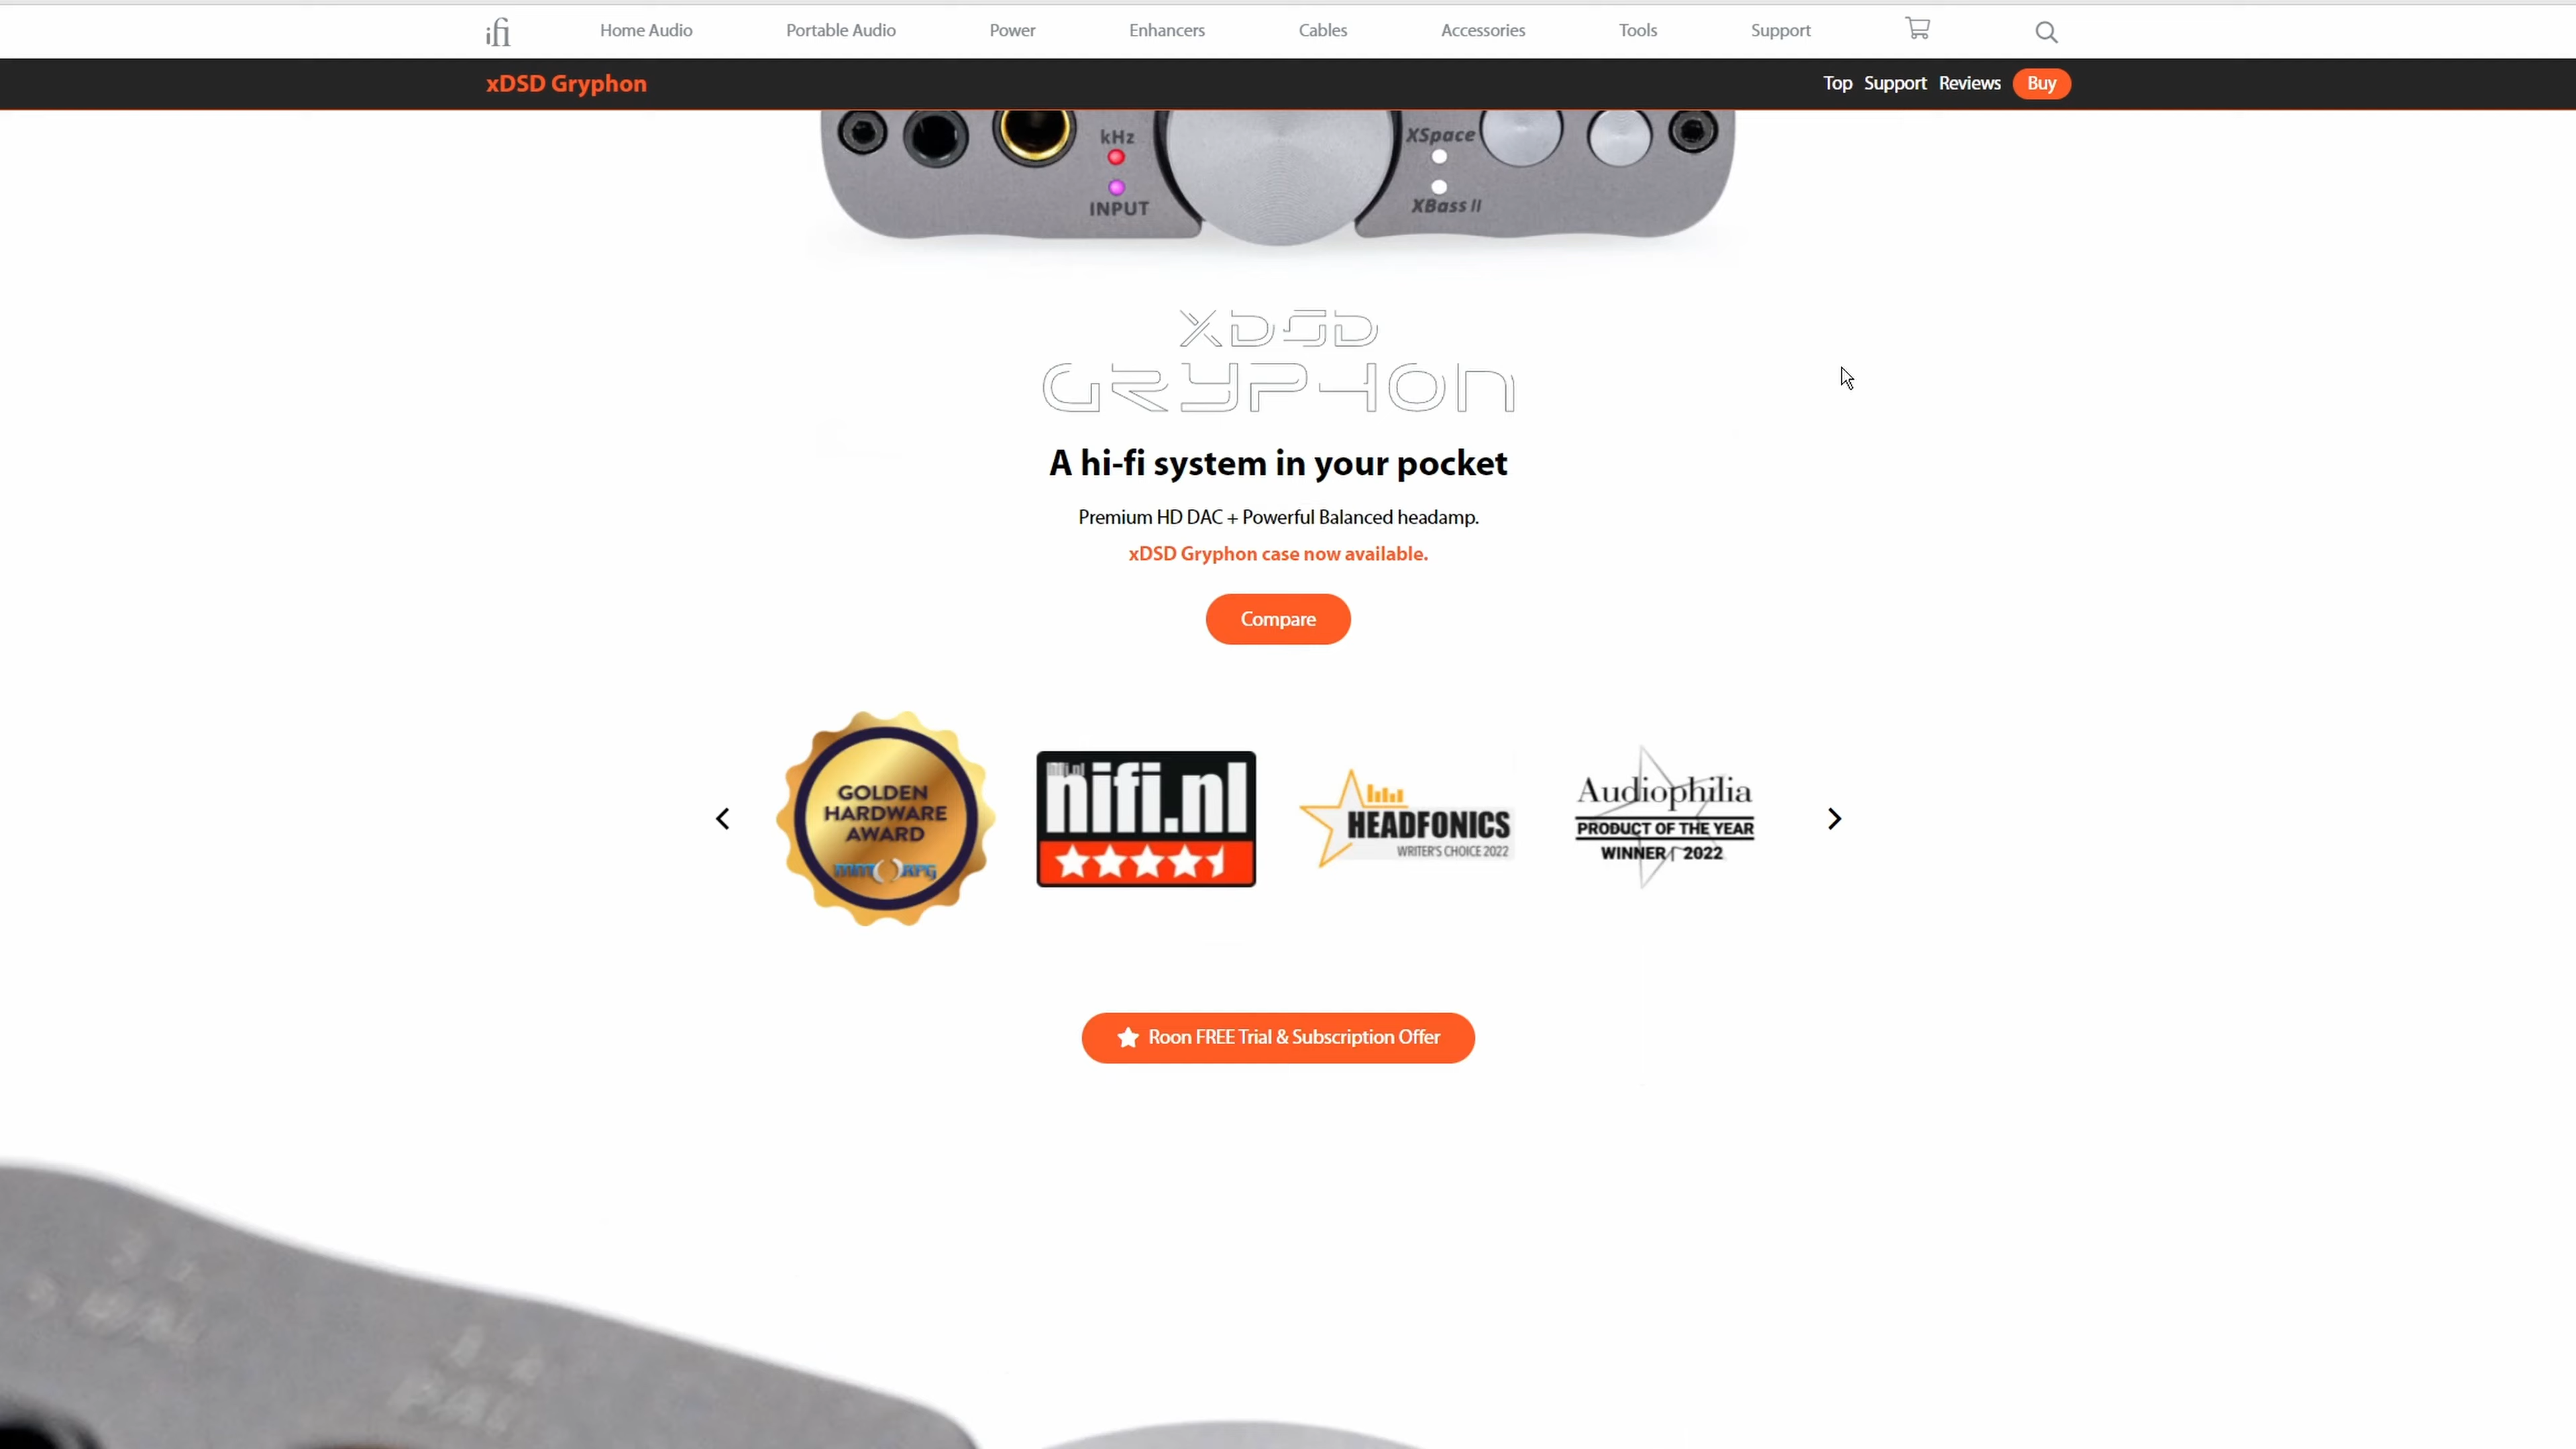 ifi
Home Audio
Portable Audio
Power
Enhancers
Cables
Accessories
Tools
Support
xDSD Gryphon
Top
Support
Reviews
Buy
kHz
INPUT
XSpace
XBass II
XDSD
GRYPHON
A hi-fi system in your pocket
Premium HD DAC + Powerful Balanced headamp.
xDSD Gryphon case now available.
Compare
GOLDEN
HARDWARE
AWARD
hifi.nl
HEADFONICS
WRITER'S CHOICE 2022
Audiophilia
PRODUCT OF THE YEAR
WINNER 2022
Roon FREE Trial & Subscription Offer